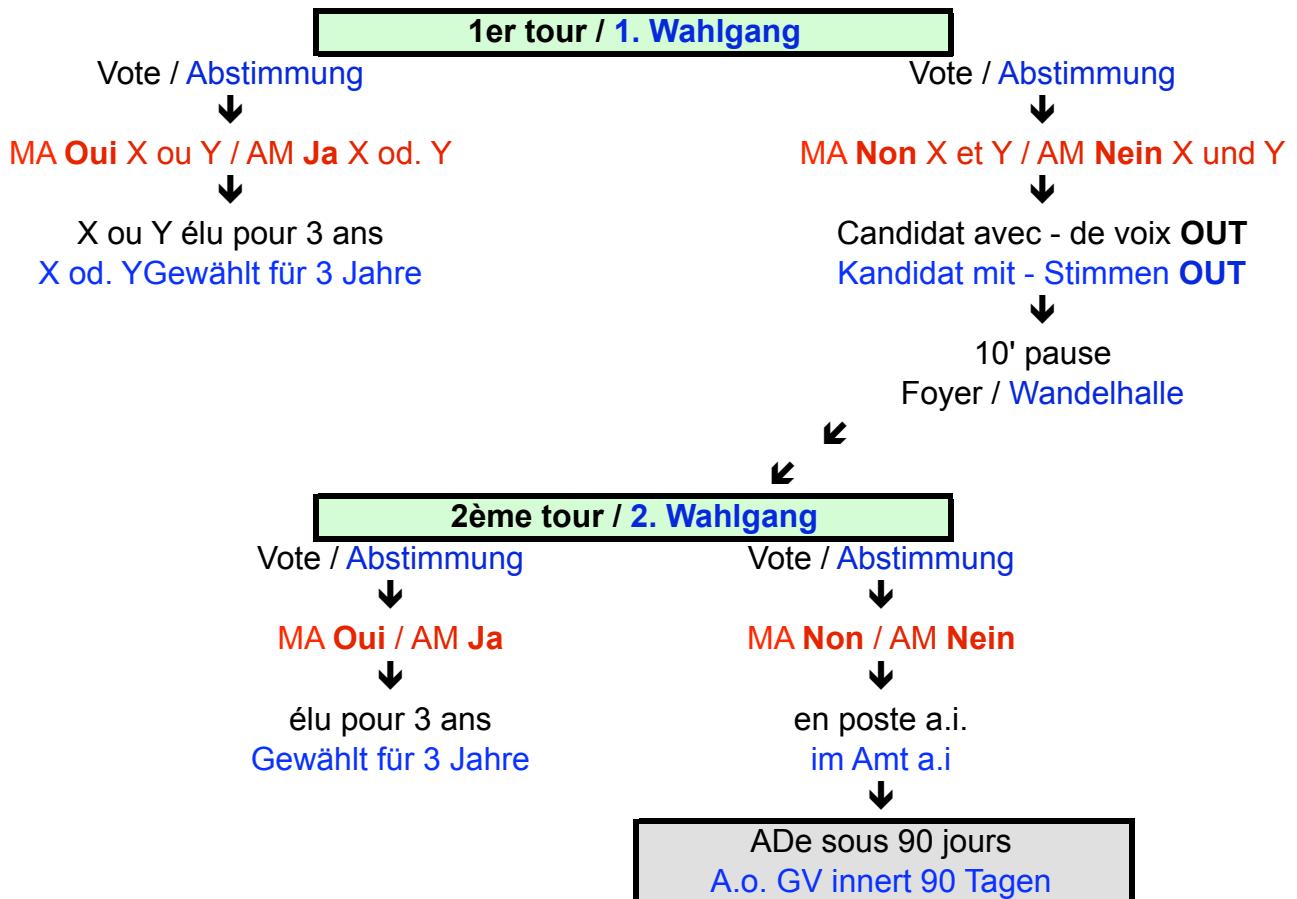 1er tour / 1. Wahlgang
Vote / Abstimmung
MA Oui X ou Y / AM Ja X od. Y
X ou Y élu pour 3 ans
X od. YGewählt für 3 Jahre
Vote / Abstimmung
MA Non X et Y / AM Nein X und Y
Candidat avec - de voix OUT
Kandidat mit - Stimmen OUT
10' pause
Foyer / Wandelhalle
2ème tour / 2. Wahlgang
Vote / Abstimmung
MA Oui / AM Ja
élu pour 3 ans
Gewählt für 3 Jahre
Vote / Abstimmung
MA Non / AM Nein
en poste a.i.
im Amt a.i
ADe sous 90 jours
A.o. GV innert 90 Tagen